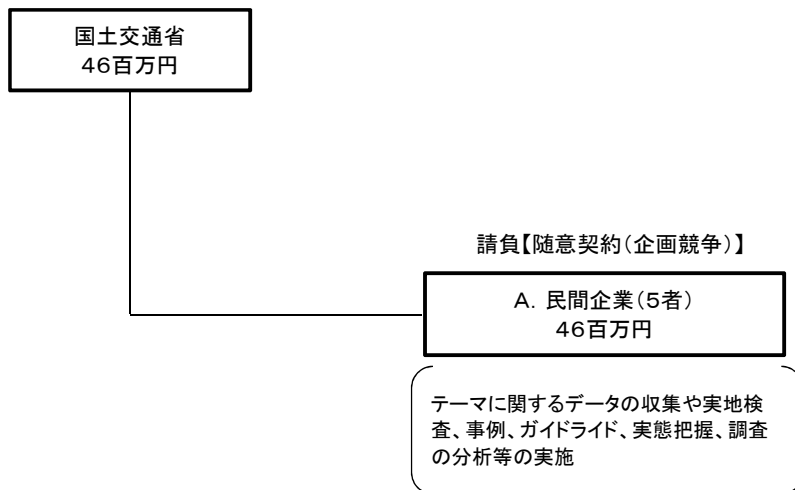 国土交通省
46百万円
請負【随意契約(企画競争)】
A. 民間企業(5者)
46百万円
テーマに関するデータの収集や実地検
査、事例、ガイドライド、実態把握、調査
の分析等の実施